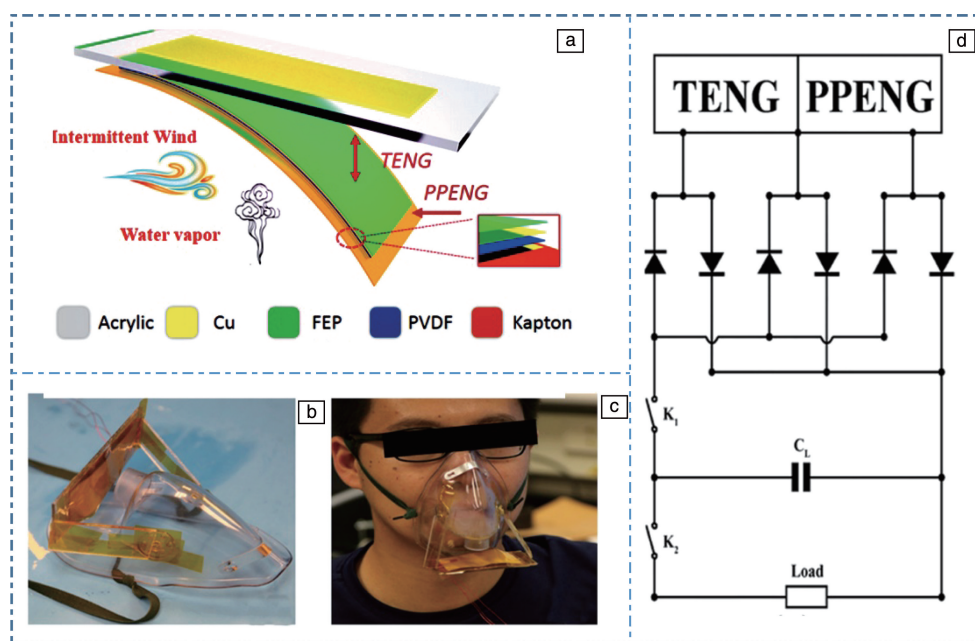 a
Intermittent Wind
TENG
PPENG
Water vapor
Acrylic
Cu
FEP
PVDF
Kapton
b
c
d
TENG
PPENG
K1
CL
K2
Load